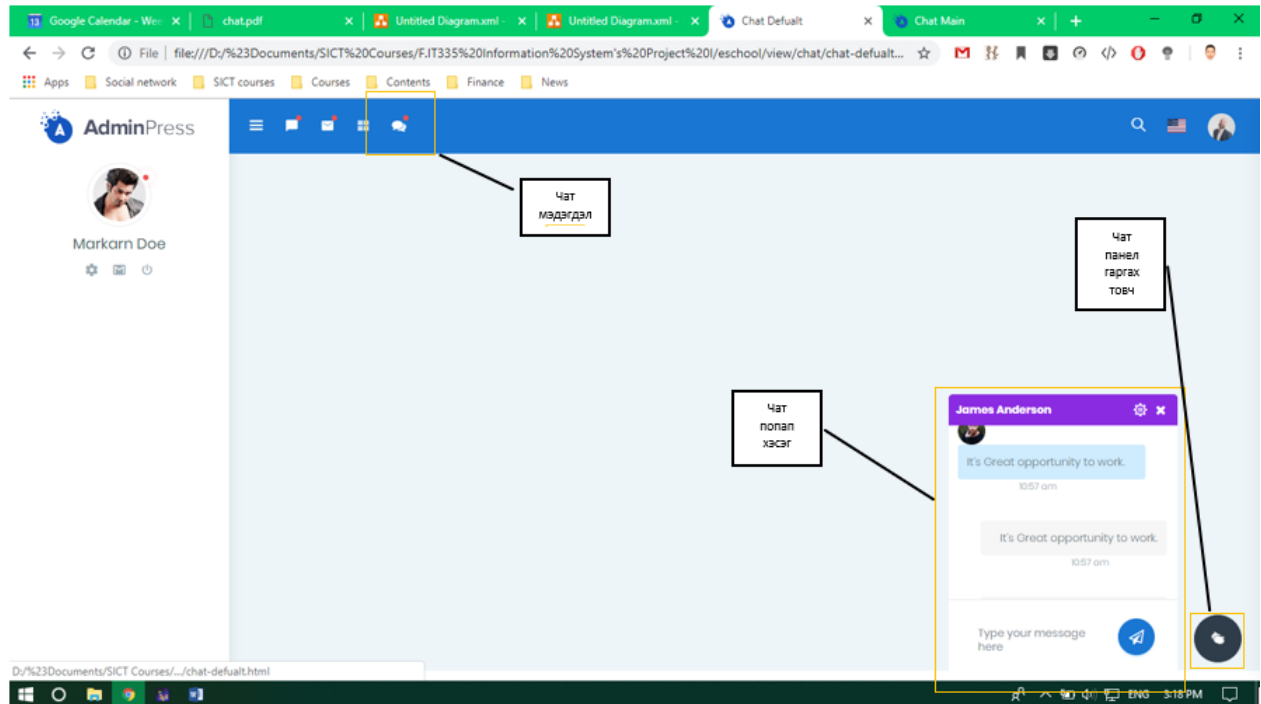 Google Calendar - Wee
chat.pdf
Untitled Diagram.xml -
Untitled Diagram.xml -
Chat Defualt
Chat Main
File
file:///D:/%23Documents/SICT%20Courses/F.IT335%20Information%20System's%20Project%20I/eschool/view/chat/chat-defualt...
Apps
Social network
SICT courses
Courses
Contents
Finance
News
AdminPress
Markarn Doe
Чат
мэдэгдэл
Чат
панел
гаргах
товч
Чат
попап
хэсэг
James Anderson
It's Great opportunity to work.
10:57 am
It's Great opportunity to work.
10:57 am
Type your message
here
D:/%23Documents/SICT Courses/.../chat-defualt.html
ENG
3:18 PM